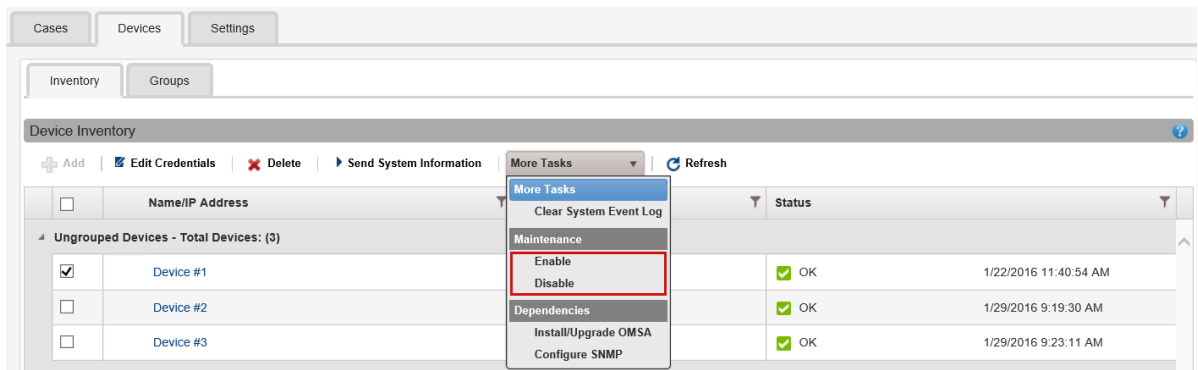 Cases Devices Settings
Inventory Groups
Device Inventory ?
Add Edit Credentials Delete Send System Information More Tasks Refresh
Name/IP Address More Tasks Status
Clear System Event Log
Ungrouped Devices - Total Devices: (3) Maintenance
Enable
Device #1 OK 1/22/2016 11:40:54 AM
Disable
Device #2 Dependencies OK 1/29/2016 9:19:30 AM
Install/Upgrade OMSA
Device #3 OK 1/29/2016 9:23:11 AM
Configure SNMP